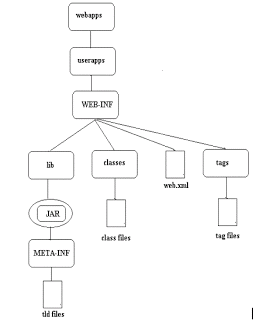 webapps
userapps
WEB-INF
lib
classes
web.xml
tags
JAR
class files
tag files
META-INF
tld files